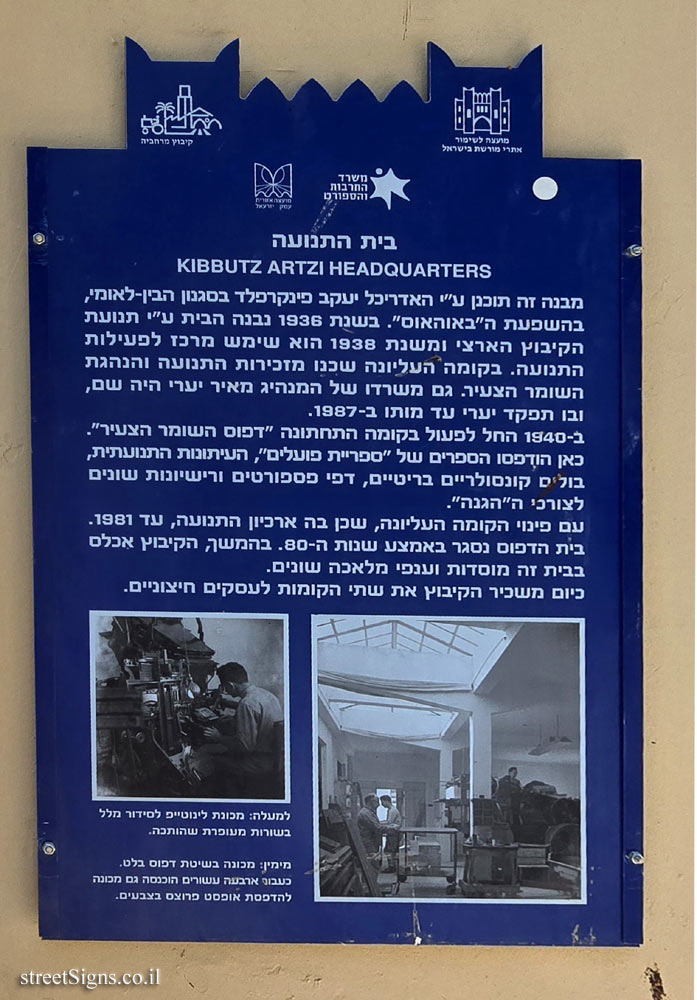 קיבוץ מרחביה
מועצה לשימור
אתרי מורשת בישראל
מועצה אזורית
עמק יזרעאל
משרד
התרבות
והספורט
בית התנועה
KIBBUTZ ARTZI HEADQUARTERS
מבנה זה תוכנן ע"י האדריכל יעקב פינקרפלד בסגנון הבין-לאומי,
בהשפעת ה"באוהאוס". בשנת 1936 נבנה הבית ע"י תנועת
הקיבוץ הארצי ומשנת 1938 הוא שימש מרכז לפעילות
התנועה. בקומה העליונה שכנו מזכירות התנועה והנהגת
השומר הצעיר. גם משרדו של המנהיג מאיר יערי היה שם,
ובו תפקד יערי עד מותו ב-1987.
ב-1940 החל לפעול בקומה התחתונה "דפוס השומר הצעיר".
כאן הודפסו הספרים של "ספריית פועלים", העיתונות התנועתית,
בולים קונסולריים בריטיים, דפי פספורטים ורישיונות שונים
לצורכי ה"הגנה".
עם פינוי הקומה העליונה, שכן בה ארכיון התנועה, עד 1981.
בית הדפוס נסגר באמצע שנות ה-80. בהמשך, הקיבוץ אכלס
בבית זה מוסדות וענפי מלאכה שונים.
כיום משכיר הקיבוץ את שתי הקומות לעסקים חיצוניים.
למעלה: מכונת לינוטייפ לסידור מלל
בשורות מעופרת שהותכה.
מימין: מכונה בשיטת דפוס בלט.
כעבור ארבעה עשורים הוכנסה גם מכונה
להדפסת אופסט פרוצס בצבעים.
streetSigns.co.il